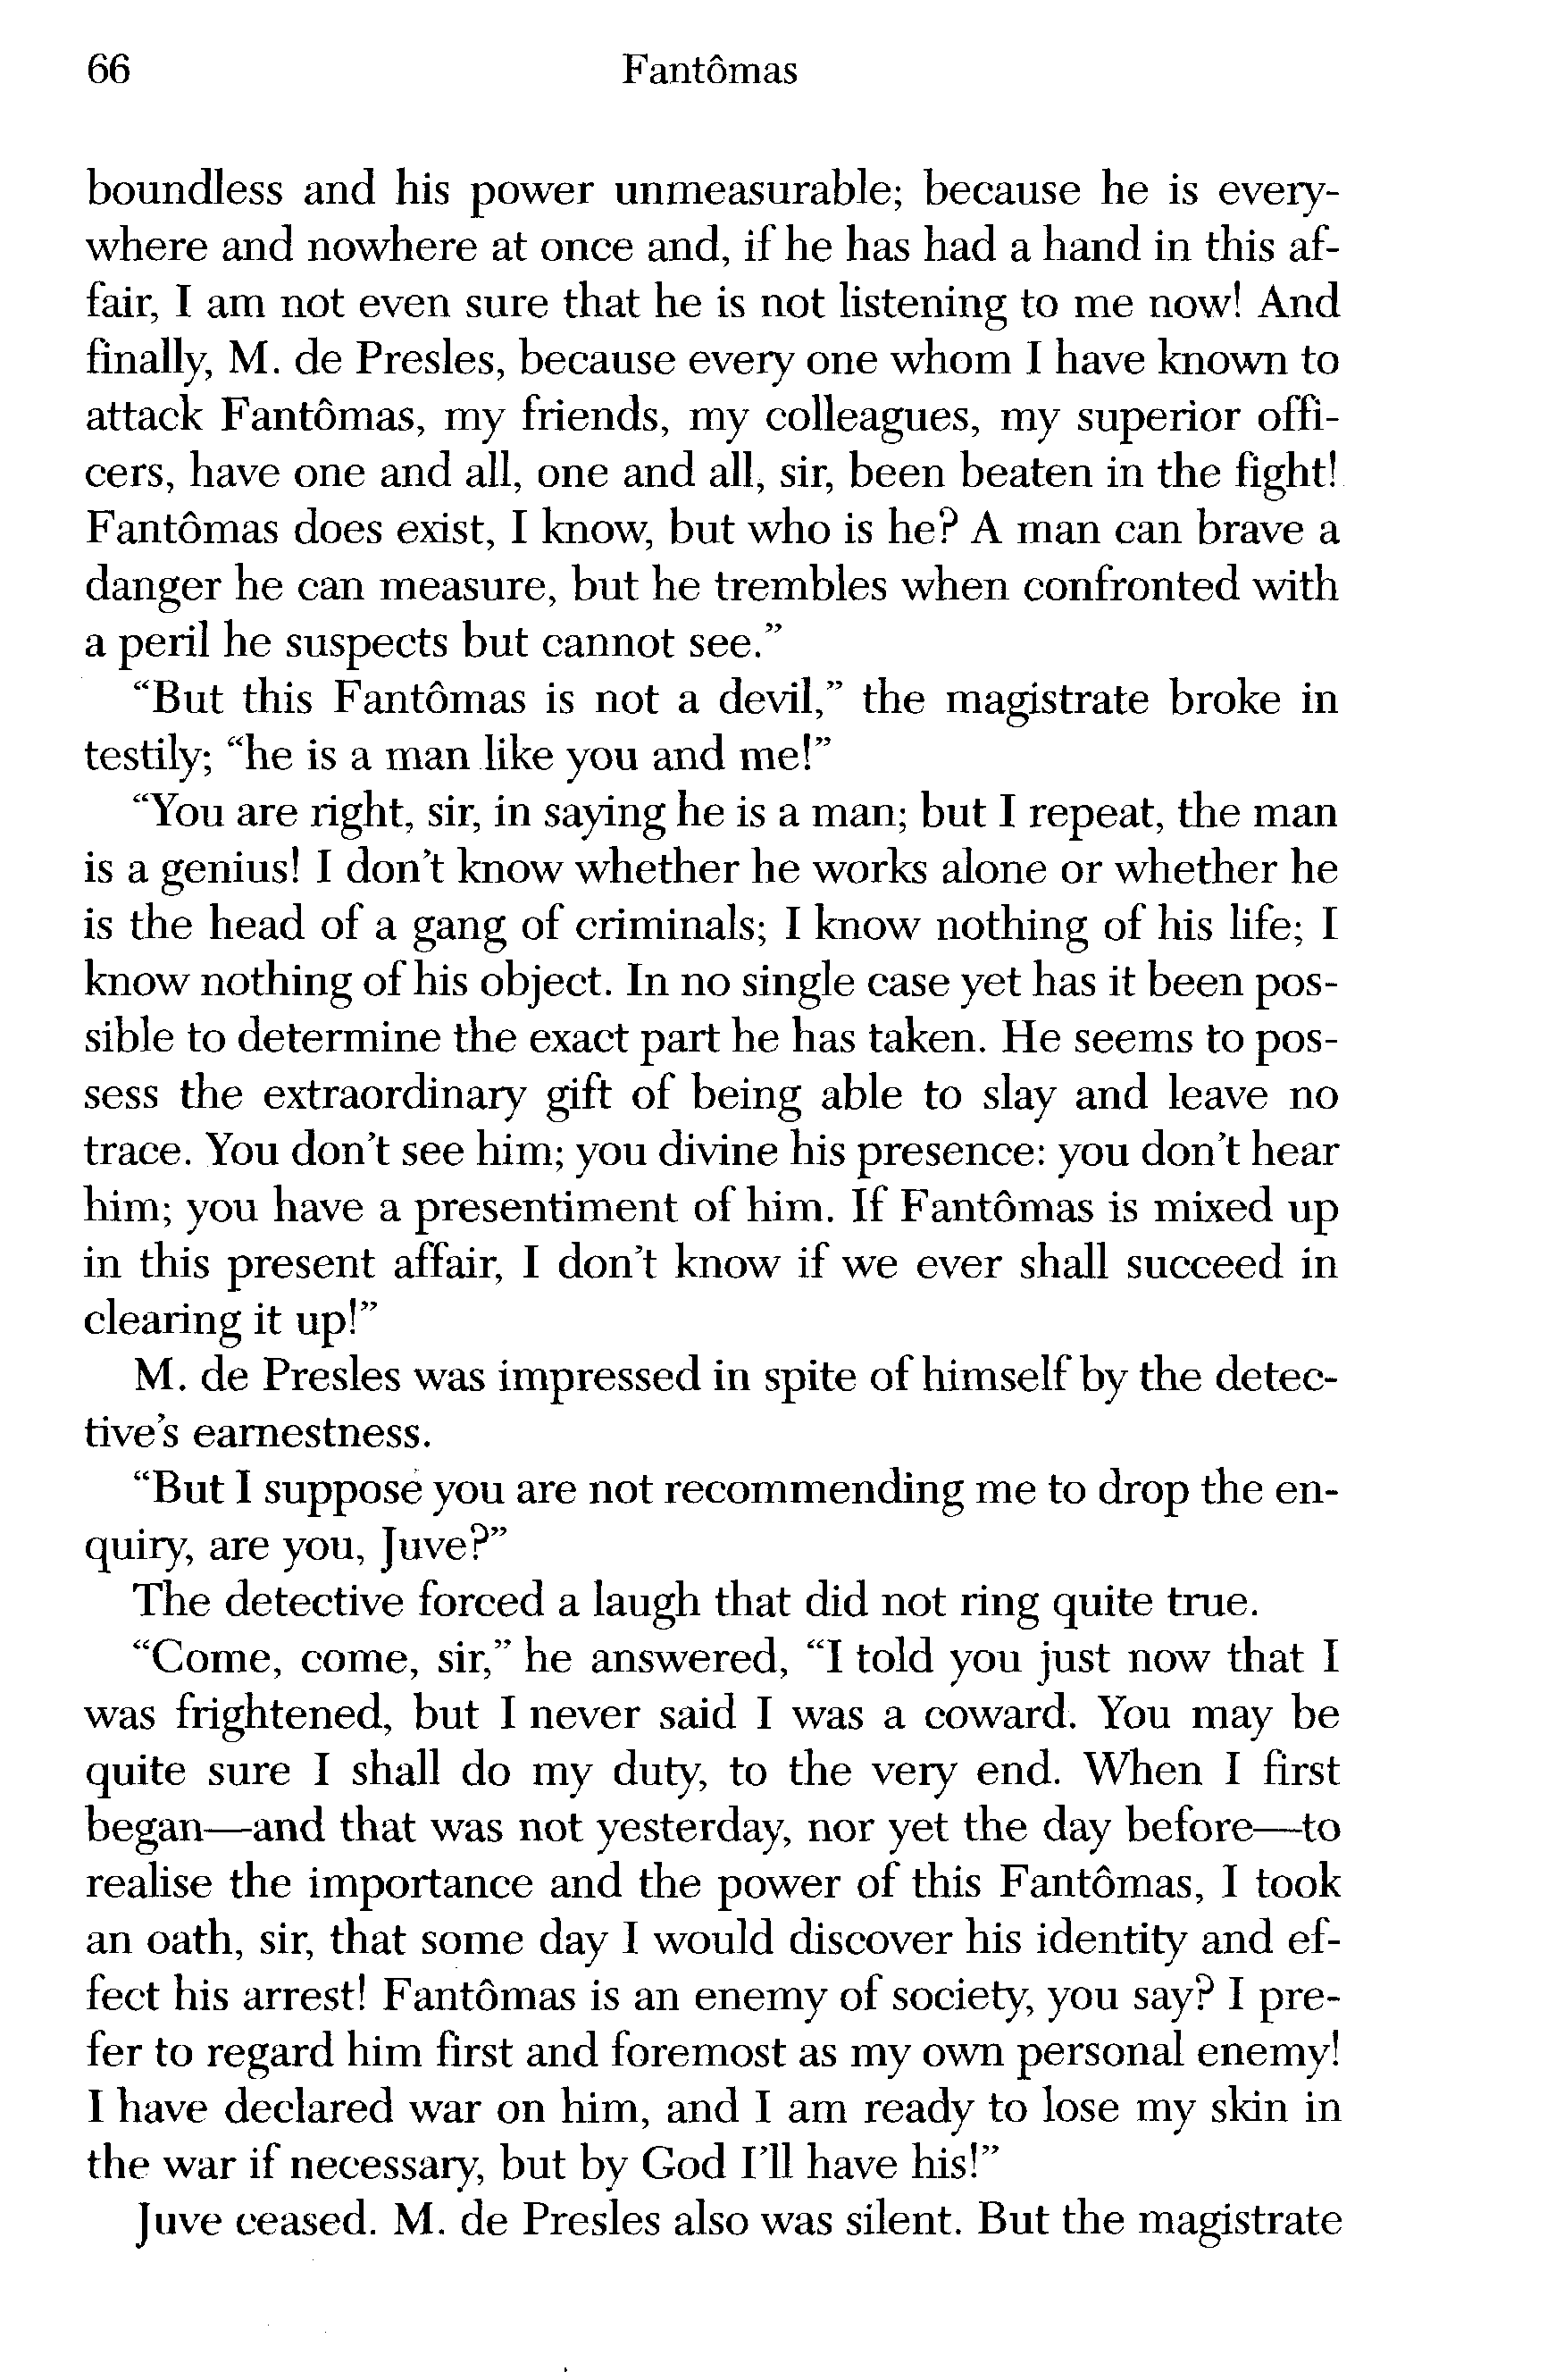 66 Fantômas
boundless and his power unmeasurable; because he is every-
where and nowhere at once and, if he has had a hand in this af-
fair, I am not even sure that he is not listening to me now! And
finally, M. de Presles, because every one whom I have known to
attack Fantômas, my friends, my colleagues, my superior offi-
cers, have one and all, one and all, sir, been beaten in the fight!
Fantômas does exist, I know, but who is he? A man can brave a
danger he can measure, but he trembles when confronted with
a peril he suspects but cannot see.”
“But this Fantômas is not a devil,” the magistrate broke in
testily; “he is a man like you and me!”
“You are right, sir, in saying he is a man; but I repeat, the man
is a genius! I don’t know whether he works alone or whether he
is the head of a gang of criminals; I know nothing of his life; I
know nothing of his object. In no single case yet has it been pos-
sible to determine the exact part he has taken. He seems to pos-
sess the extraordinary gift of being able to slay and leave no
trace. You don’t see him; you divine his presence: you don’t hear
him; you have a presentiment of him. If Fantômas is mixed up
in this present affair, I don’t know if we ever shall succeed in
clearing it up!”
M. de Presles was impressed in spite of himself by the detec-
tive’s earnestness.
“But I suppose you are not recommending me to drop the en-
quiry, are you, Juve?”
The detective forced a laugh that did not ring quite true.
“Come, come, sir,” he answered, “I told you just now that I
was frightened, but I never said I was a coward. You may be
quite sure I shall do my duty, to the very end. When I first
began—and that was not yesterday, nor yet the day before—to
realise the importance and the power of this Fantômas, I took
an oath, sir, that some day I would discover his identity and ef-
fect his arrest! Fantômas is an enemy of society, you say? I pre-
fer to regard him first and foremost as my own personal enemy!
I have declared war on him, and I am ready to lose my skin in
the war if necessary, but by God I’ll have his!”
Juve ceased. M. de Presles also was silent. But the magistrate